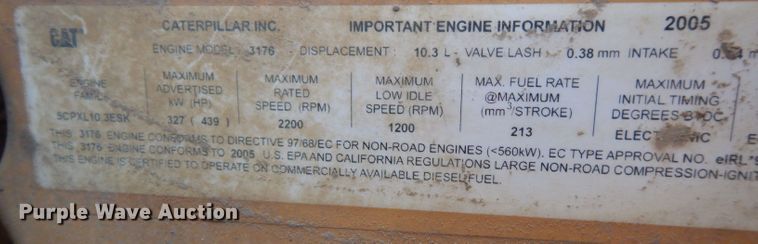 CAT CATERPILLAR INC. IMPORTANT ENGINE INFORMATION 2005
ENGINE MODEL 3176 - DISPLACEMENT : 10.3 L - VALVE LASH : 0.38 mm INTAKE
ENGINE FAMILY MAXIMUM ADVERTISED kW (HP) MAXIMUM RATED SPEED (RPM) MAXIMUM LOW IDLE SPEED (RPM) MAX. FUEL RATE @MAXIMUM (mm³/STROKE) MAXIMUM INITIAL TIMING DEGREES BTDC
5CPXL10.3ESK 327 ( 439 ) 2200 1200 213 ELECTRONIC
THIS 3176 ENGINE CONFORMS TO DIRECTIVE 97/68/EC FOR NON-ROAD ENGINES (<560kW). EC TYPE APPROVAL NO. eIRL*
THIS 3176 ENGINE CONFORMS TO 2005 U.S. EPA AND CALIFORNIA REGULATIONS LARGE NON-ROAD COMPRESSION-IGNIT
THIS ENGINE IS CERTIFIED TO OPERATE ON COMMERCIALLY AVAILABLE DIESEL FUEL.
Purple Wave Auction